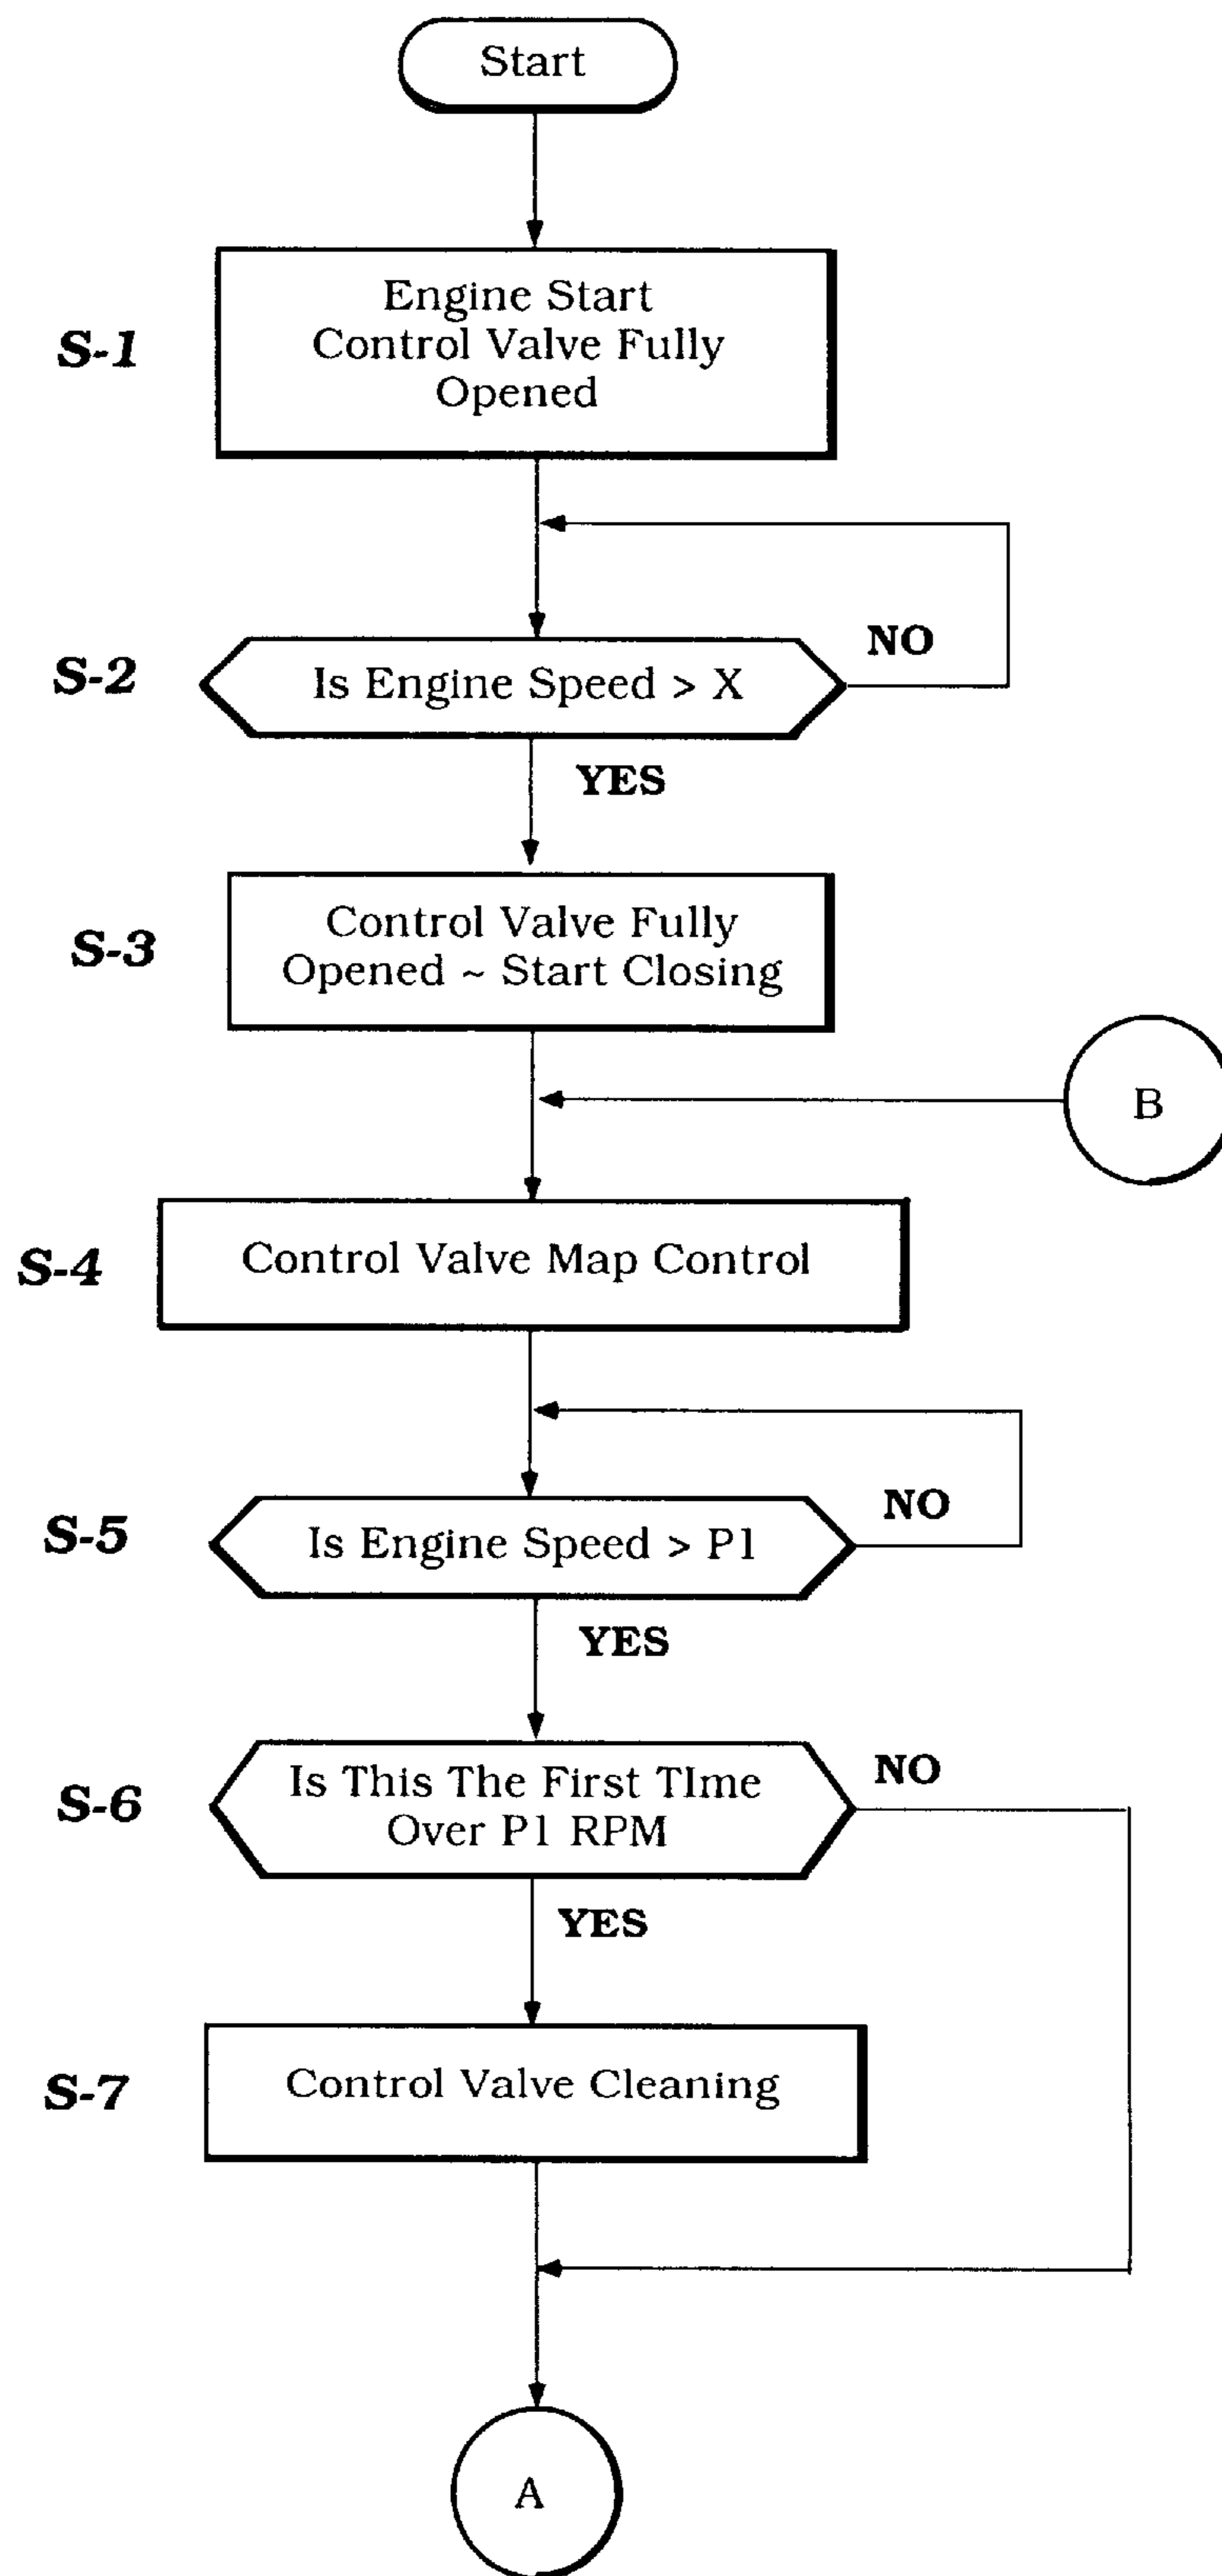 Start
S-1
Engine Start
Control Valve Fully
Opened
S-2
Is Engine Speed > X
NO
YES
S-3
Control Valve Fully
Opened ~ Start Closing
B
S-4
Control Valve Map Control
S-5
Is Engine Speed > P1
NO
YES
S-6
Is This The First TIme
Over P1 RPM
NO
YES
S-7
Control Valve Cleaning
A